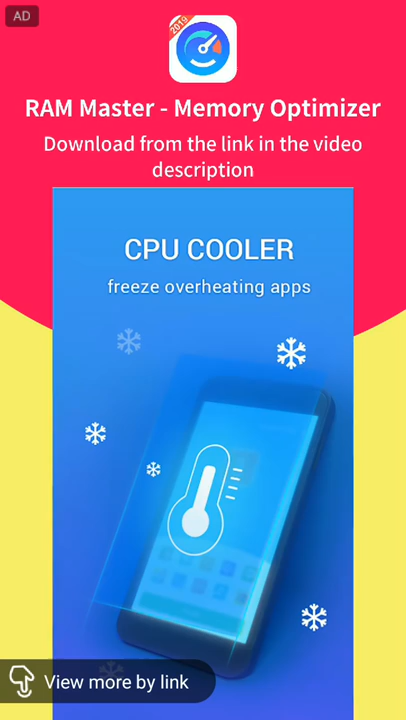 AD
2019
RAM Master - Memory Optimizer
Download from the link in the video
description
CPU COOLER
freeze overheating apps
View more by link